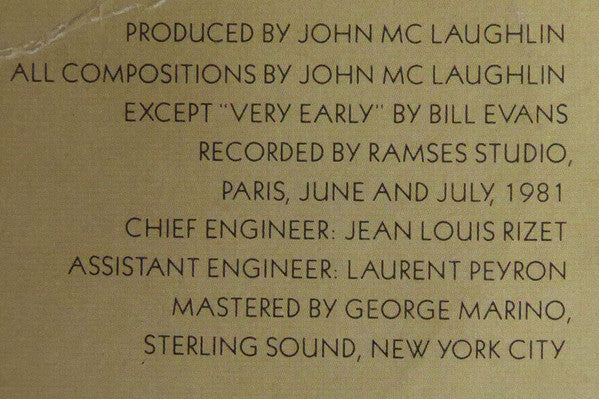 PRODUCED BY JOHN MC LAUGHLIN
ALL COMPOSITIONS BY JOHN MC LAUGHLIN
EXCEPT "VERY EARLY" BY BILL EVANS
RECORDED BY RAMSES STUDIO,
PARIS, JUNE AND JULY, 1981
CHIEF ENGINEER: JEAN LOUIS RIZET
ASSISTANT ENGINEER: LAURENT PEYRON
MASTERED BY GEORGE MARINO,
STERLING SOUND, NEW YORK CITY